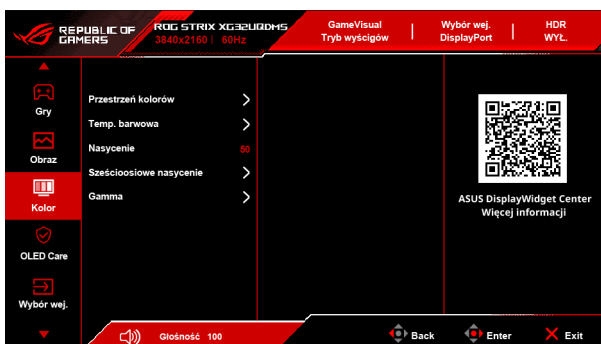 REPUBLIC OF
GAMERS
ROG STRIX XG32UQDMS
3840x2160 | 60Hz
GameVisual
Tryb wyścigów
Wybór wej.
DisplayPort
HDR
WYŁ.
Gry
Obraz
Kolor
OLED Care
Wybór wej.
Przestrzeń kolorów
Temp. barwowa
Nasycenie 50
Sześcioosiowe nasycenie
Gamma
ASUS DisplayWidget Center
Więcej informacji
Głośność 100
Back
Enter
Exit